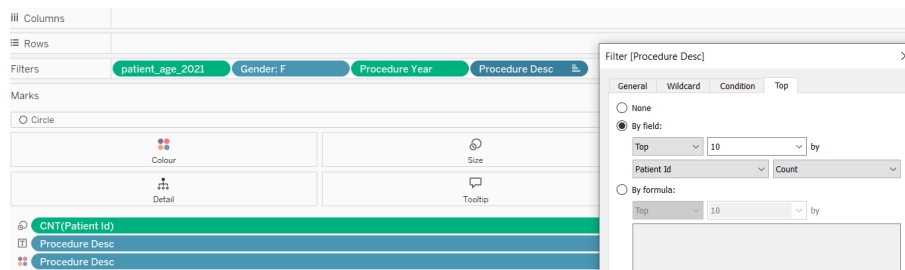 Columns
Rows
Filters
patient_age_2021
Gender: F
Procedure Year
Procedure Desc
Marks
Circle
Colour
Size
Detail
Tooltip
CNT(Patient Id)
T
Procedure Desc
Procedure Desc
Filter [Procedure Desc]
General Wildcard Condition Top
None
By field:
Top 10 by
Patient Id Count
By formula:
Top 10 by